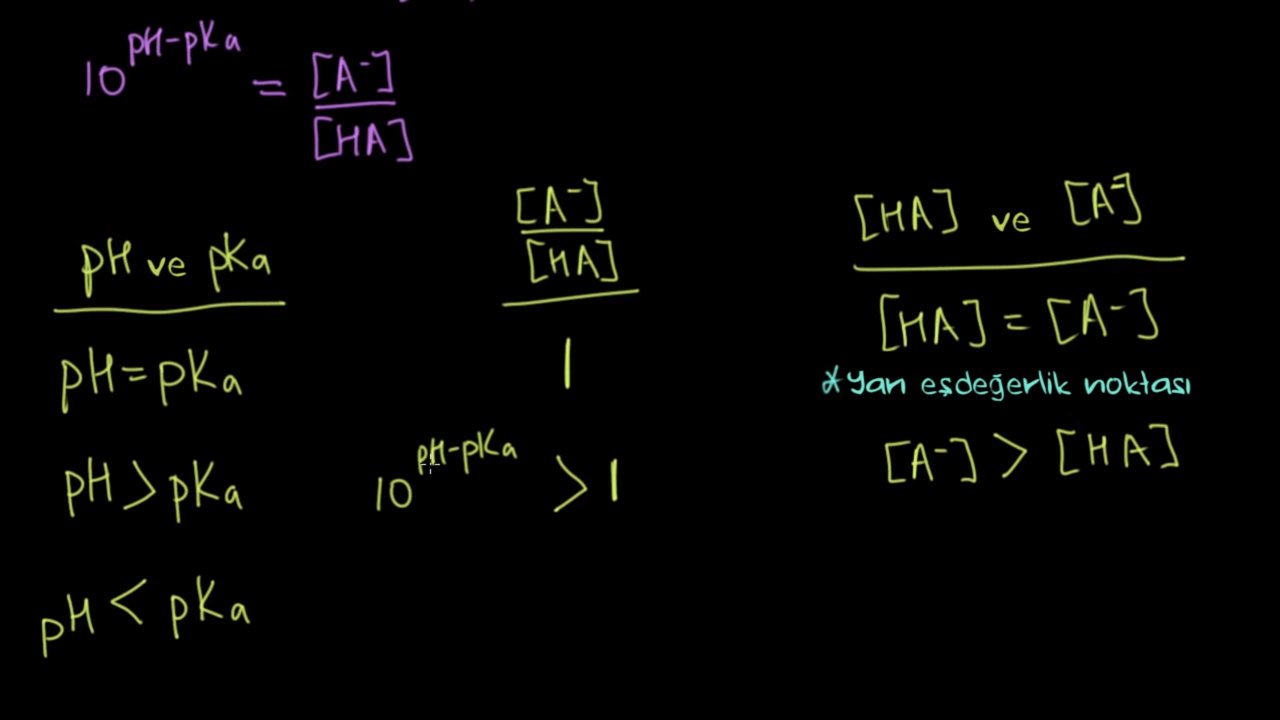 10^(pH-pKa) = [A⁻]/[HA]
pH ve pKa
[A⁻]/[HA]
[HA] ve [A⁻]
pH = pKa
1
[HA] = [A⁻]
*Yarı eşdeğerlik noktası
pH > pKa
10^(pH-pKa) > 1
[A⁻] > [HA]
pH < pKa